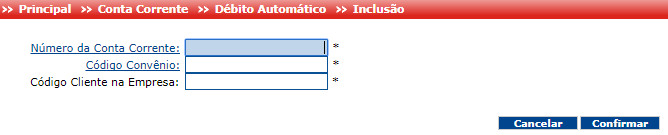 >> Principal >> Conta Corrente >> Débito Automático >> Inclusão
Número da Conta Corrente: *
Código Convênio: *
Código Cliente na Empresa: *
Cancelar Confirmar